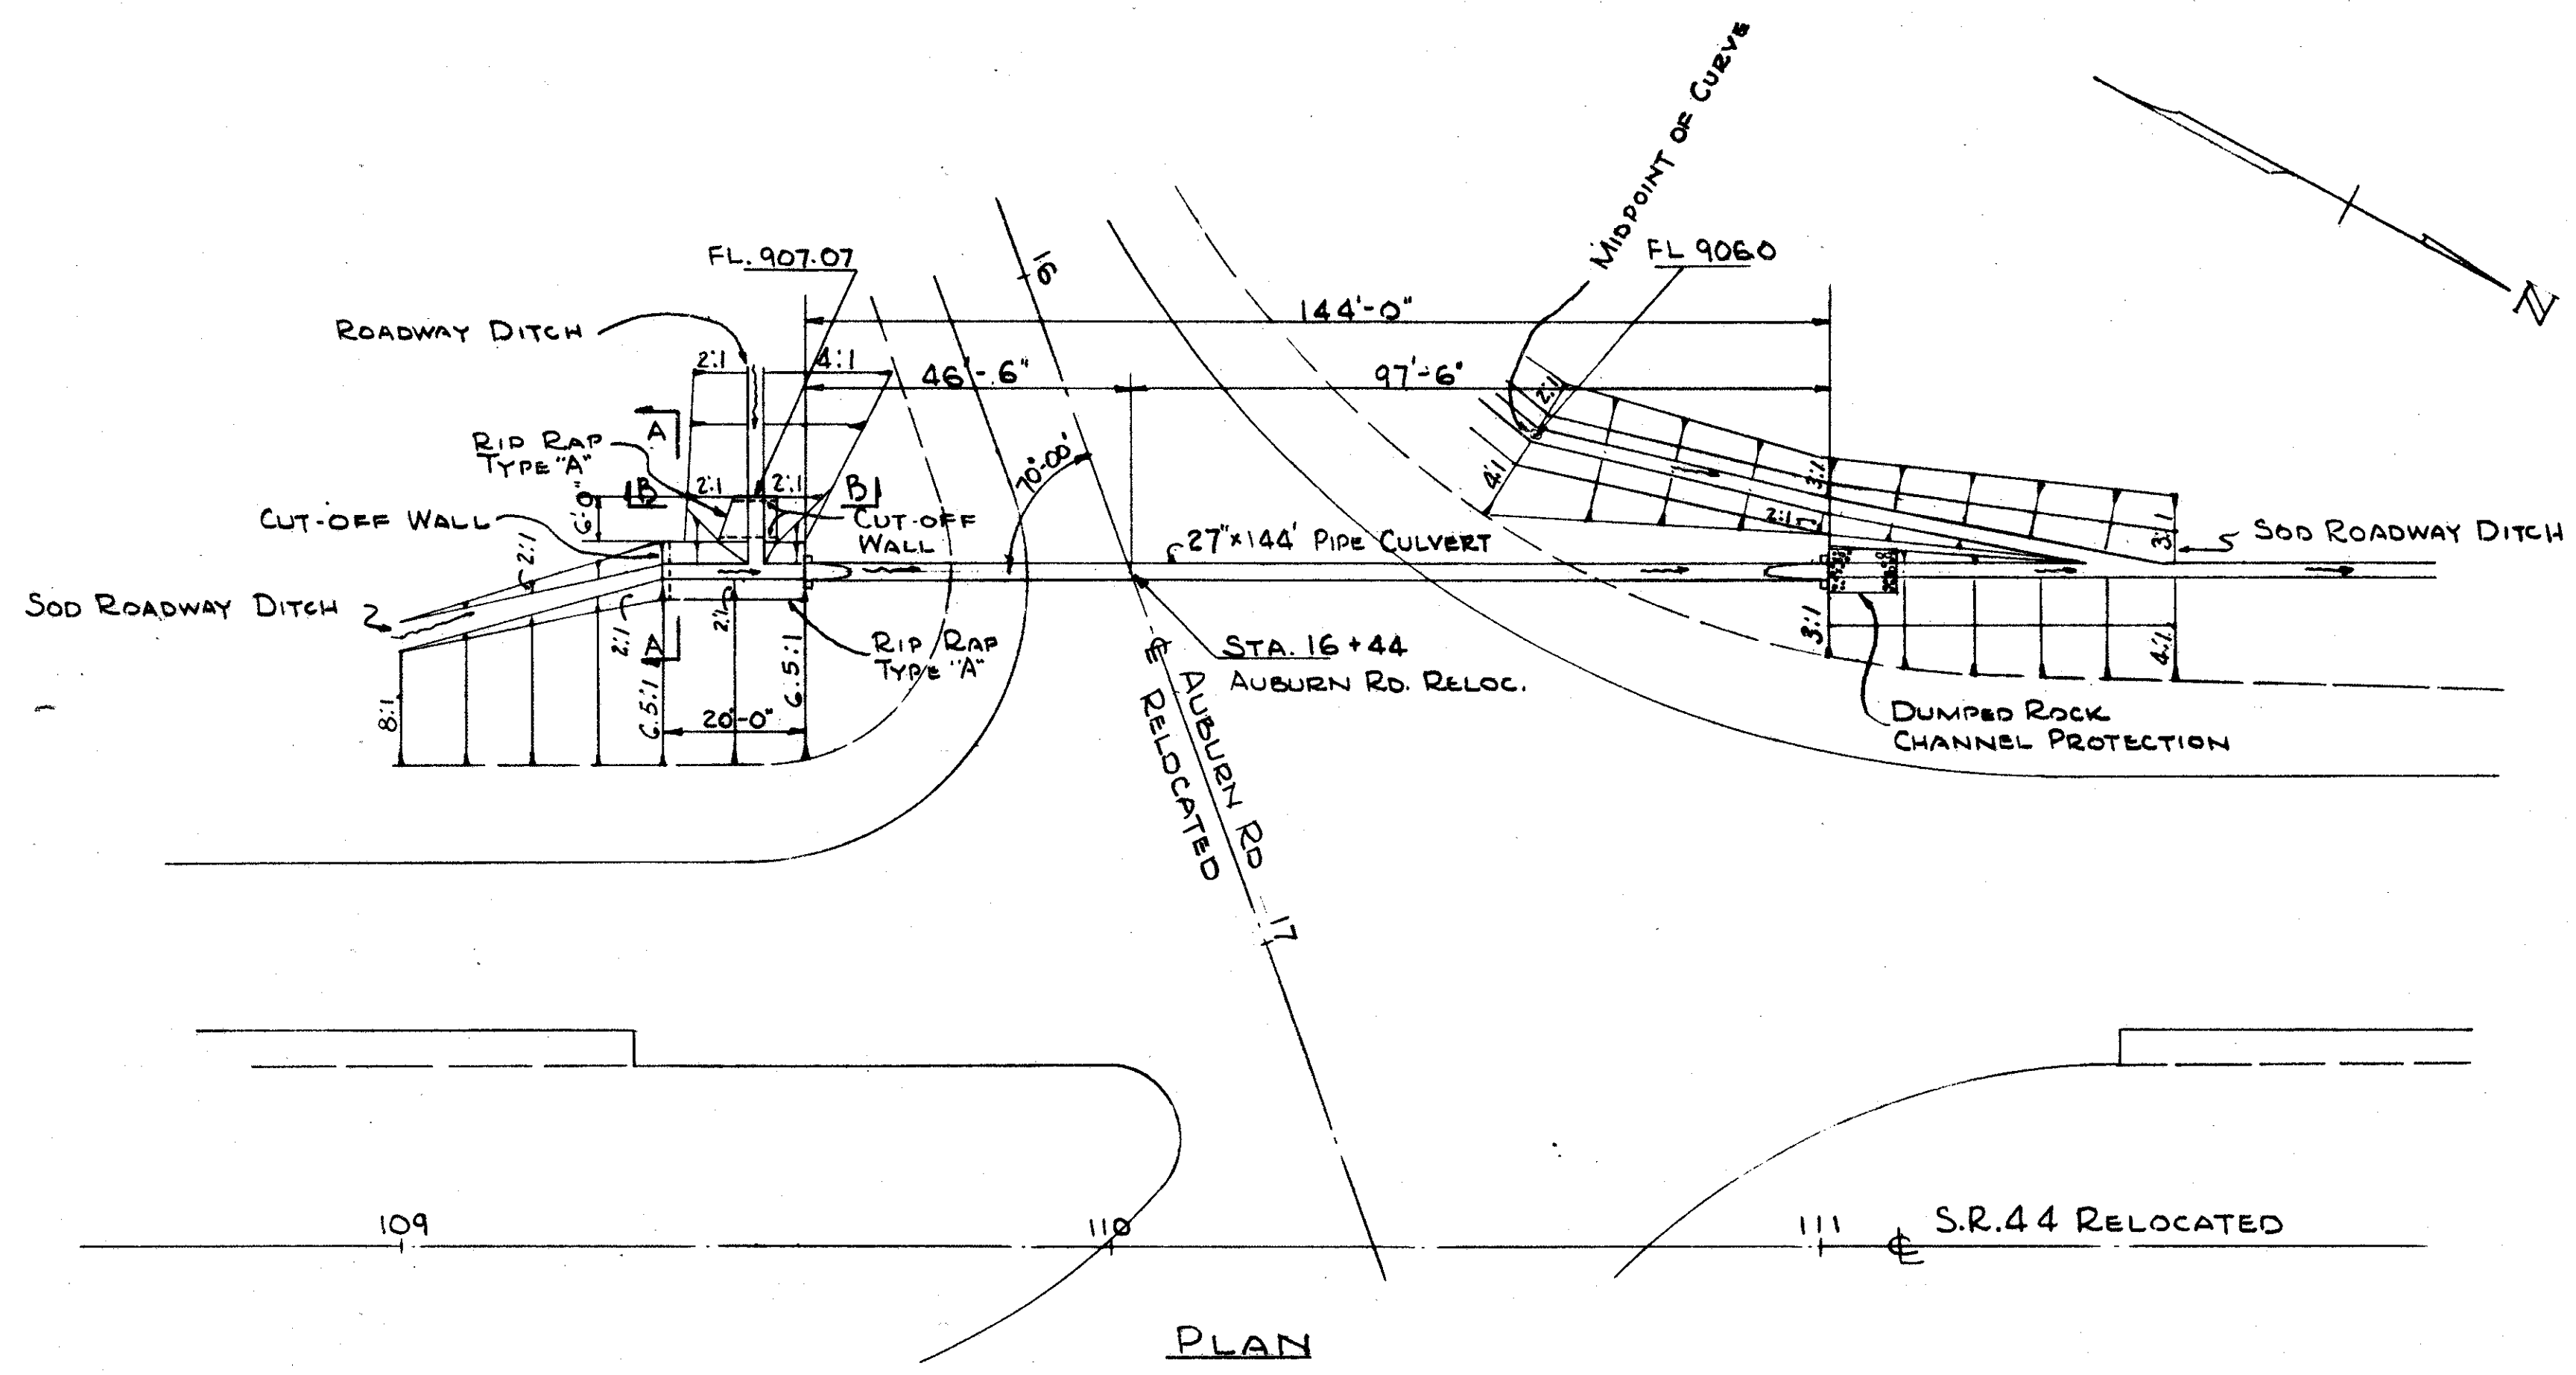 MIDPOINT OF CURVE
N
FL. 907.07
FL 906.0
16
ROADWAY DITCH
144'-0"
2:1
4:1
46'-6"
97'-6"
2:1
A
RIP RAP
TYPE "A"
70°-00'
4:1
3:1
6'-0"
B
2:1
2:1
B
CUT-OFF WALL
CUT-OFF
WALL
2:1
27"x144' PIPE CULVERT
2:1
3:1
SOD ROADWAY DITCH
SOD ROADWAY DITCH
2:1
2:1
A
6.5:1
RIP RAP
TYPE "A"
STA. 16+44
AUBURN RD. RELOC.
3:1
4:1
8:1
6.5:1
20'-0"
DUMPED ROCK
CHANNEL PROTECTION
℄ AUBURN RD
RELOCATED
17
109
110
111
℄ S.R.44 RELOCATED
PLAN